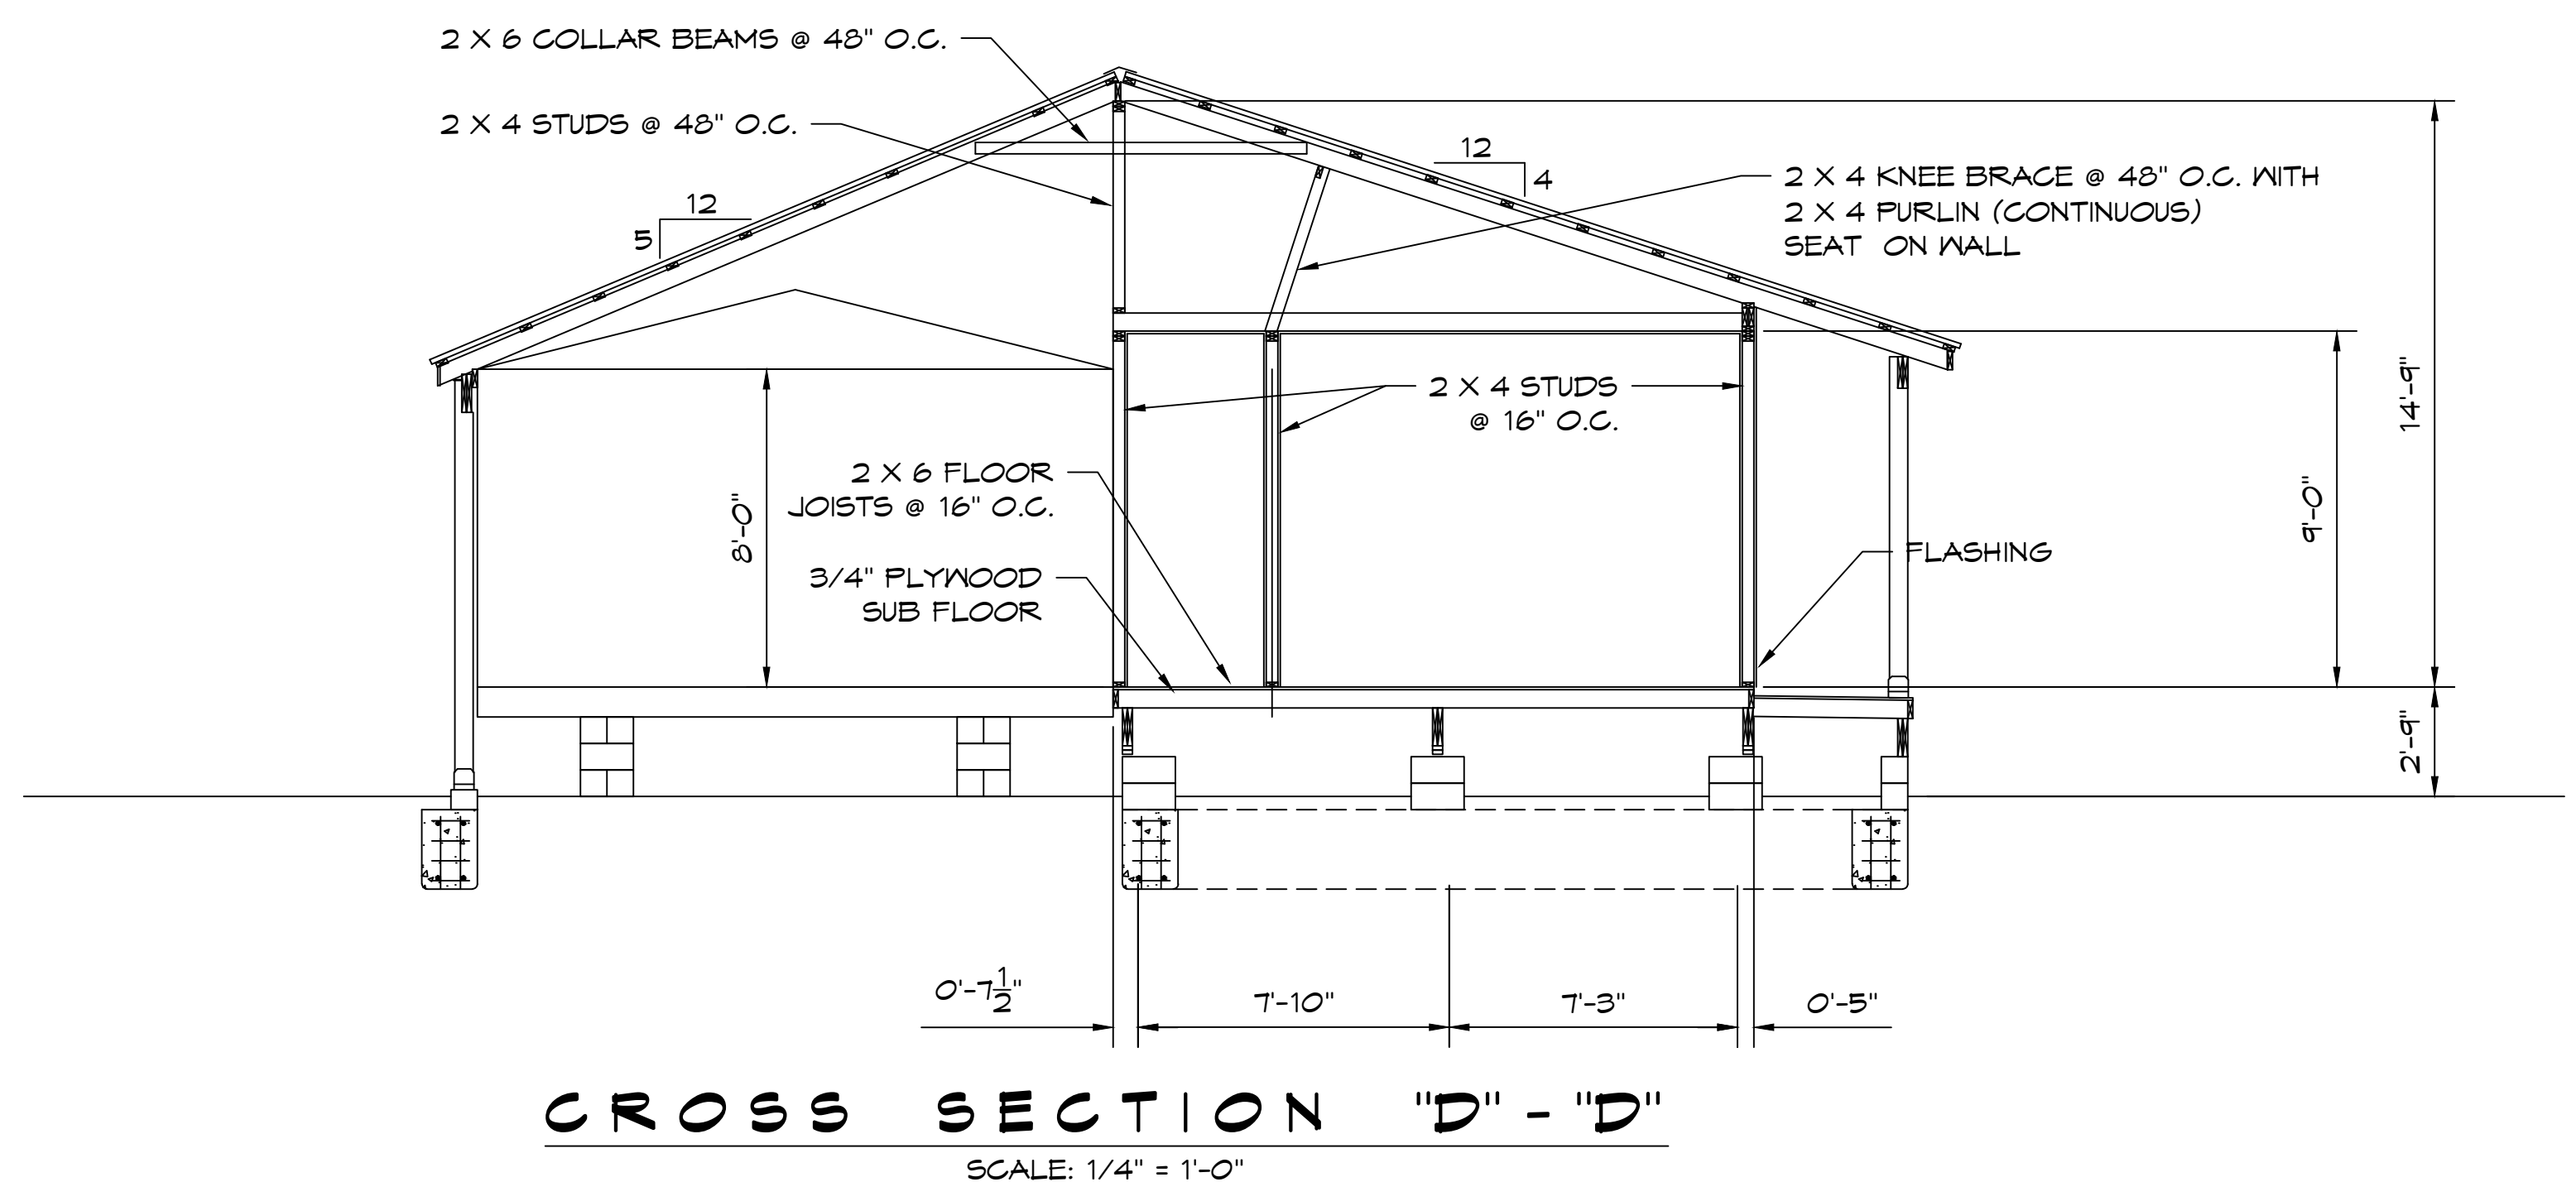 2 X 6 COLLAR BEAMS @ 48" O.C.
2 X 4 STUDS @ 48" O.C.
12
5
12
4
2 X 4 KNEE BRACE @ 48" O.C. WITH
2 X 4 PURLIN (CONTINUOUS)
SEAT ON WALL
2 X 4 STUDS
@ 16" O.C.
14'-9"
9'-0"
8'-0"
2 X 6 FLOOR
JOISTS @ 16" O.C.
3/4" PLYWOOD
SUB FLOOR
FLASHING
2'-9"
0'-7 1/2"
7'-10"
7'-3"
0'-5"
CROSS SECTION "D"-"D"
SCALE: 1/4" = 1'-0"